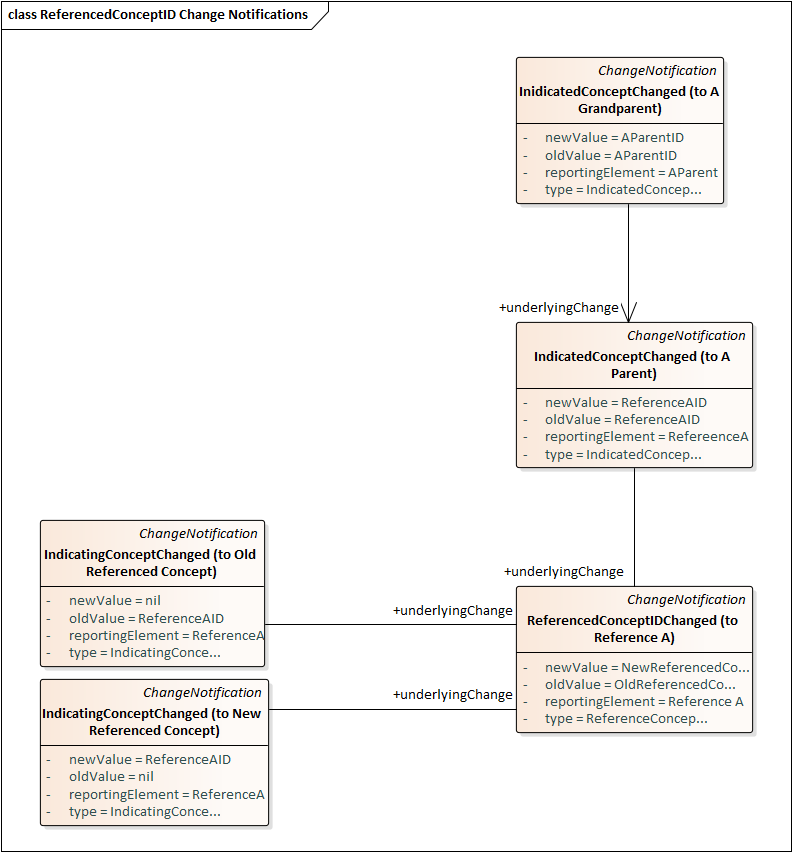 class ReferencedConceptID Change Notifications
ChangeNotification
InidicatedConceptChanged (to A
Grandparent)
- newValue = AParentID
- oldValue = AParentID
- reportingElement = AParent
- type = IndicatedConcep...
+underlyingChange
ChangeNotification
IndicatedConceptChanged (to A
Parent)
- newValue = ReferenceAID
- oldValue = ReferenceAID
- reportingElement = RefereenceA
- type = IndicatedConcep...
+underlyingChange
ChangeNotification
IndicatingConceptChanged (to Old
Referenced Concept)
- newValue = nil
- oldValue = ReferenceAID
- reportingElement = ReferenceA
- type = IndicatingConce...
+underlyingChange
ChangeNotification
ReferencedConceptIDChanged (to
Reference A)
- newValue = NewReferencedCo...
- oldValue = OldReferencedCo...
- reportingElement = Reference A
- type = ReferenceConcep...
+underlyingChange
ChangeNotification
IndicatingConceptChanged (to New
Referenced Concept)
- newValue = ReferenceAID
- oldValue = nil
- reportingElement = ReferenceA
- type = IndicatingConce...